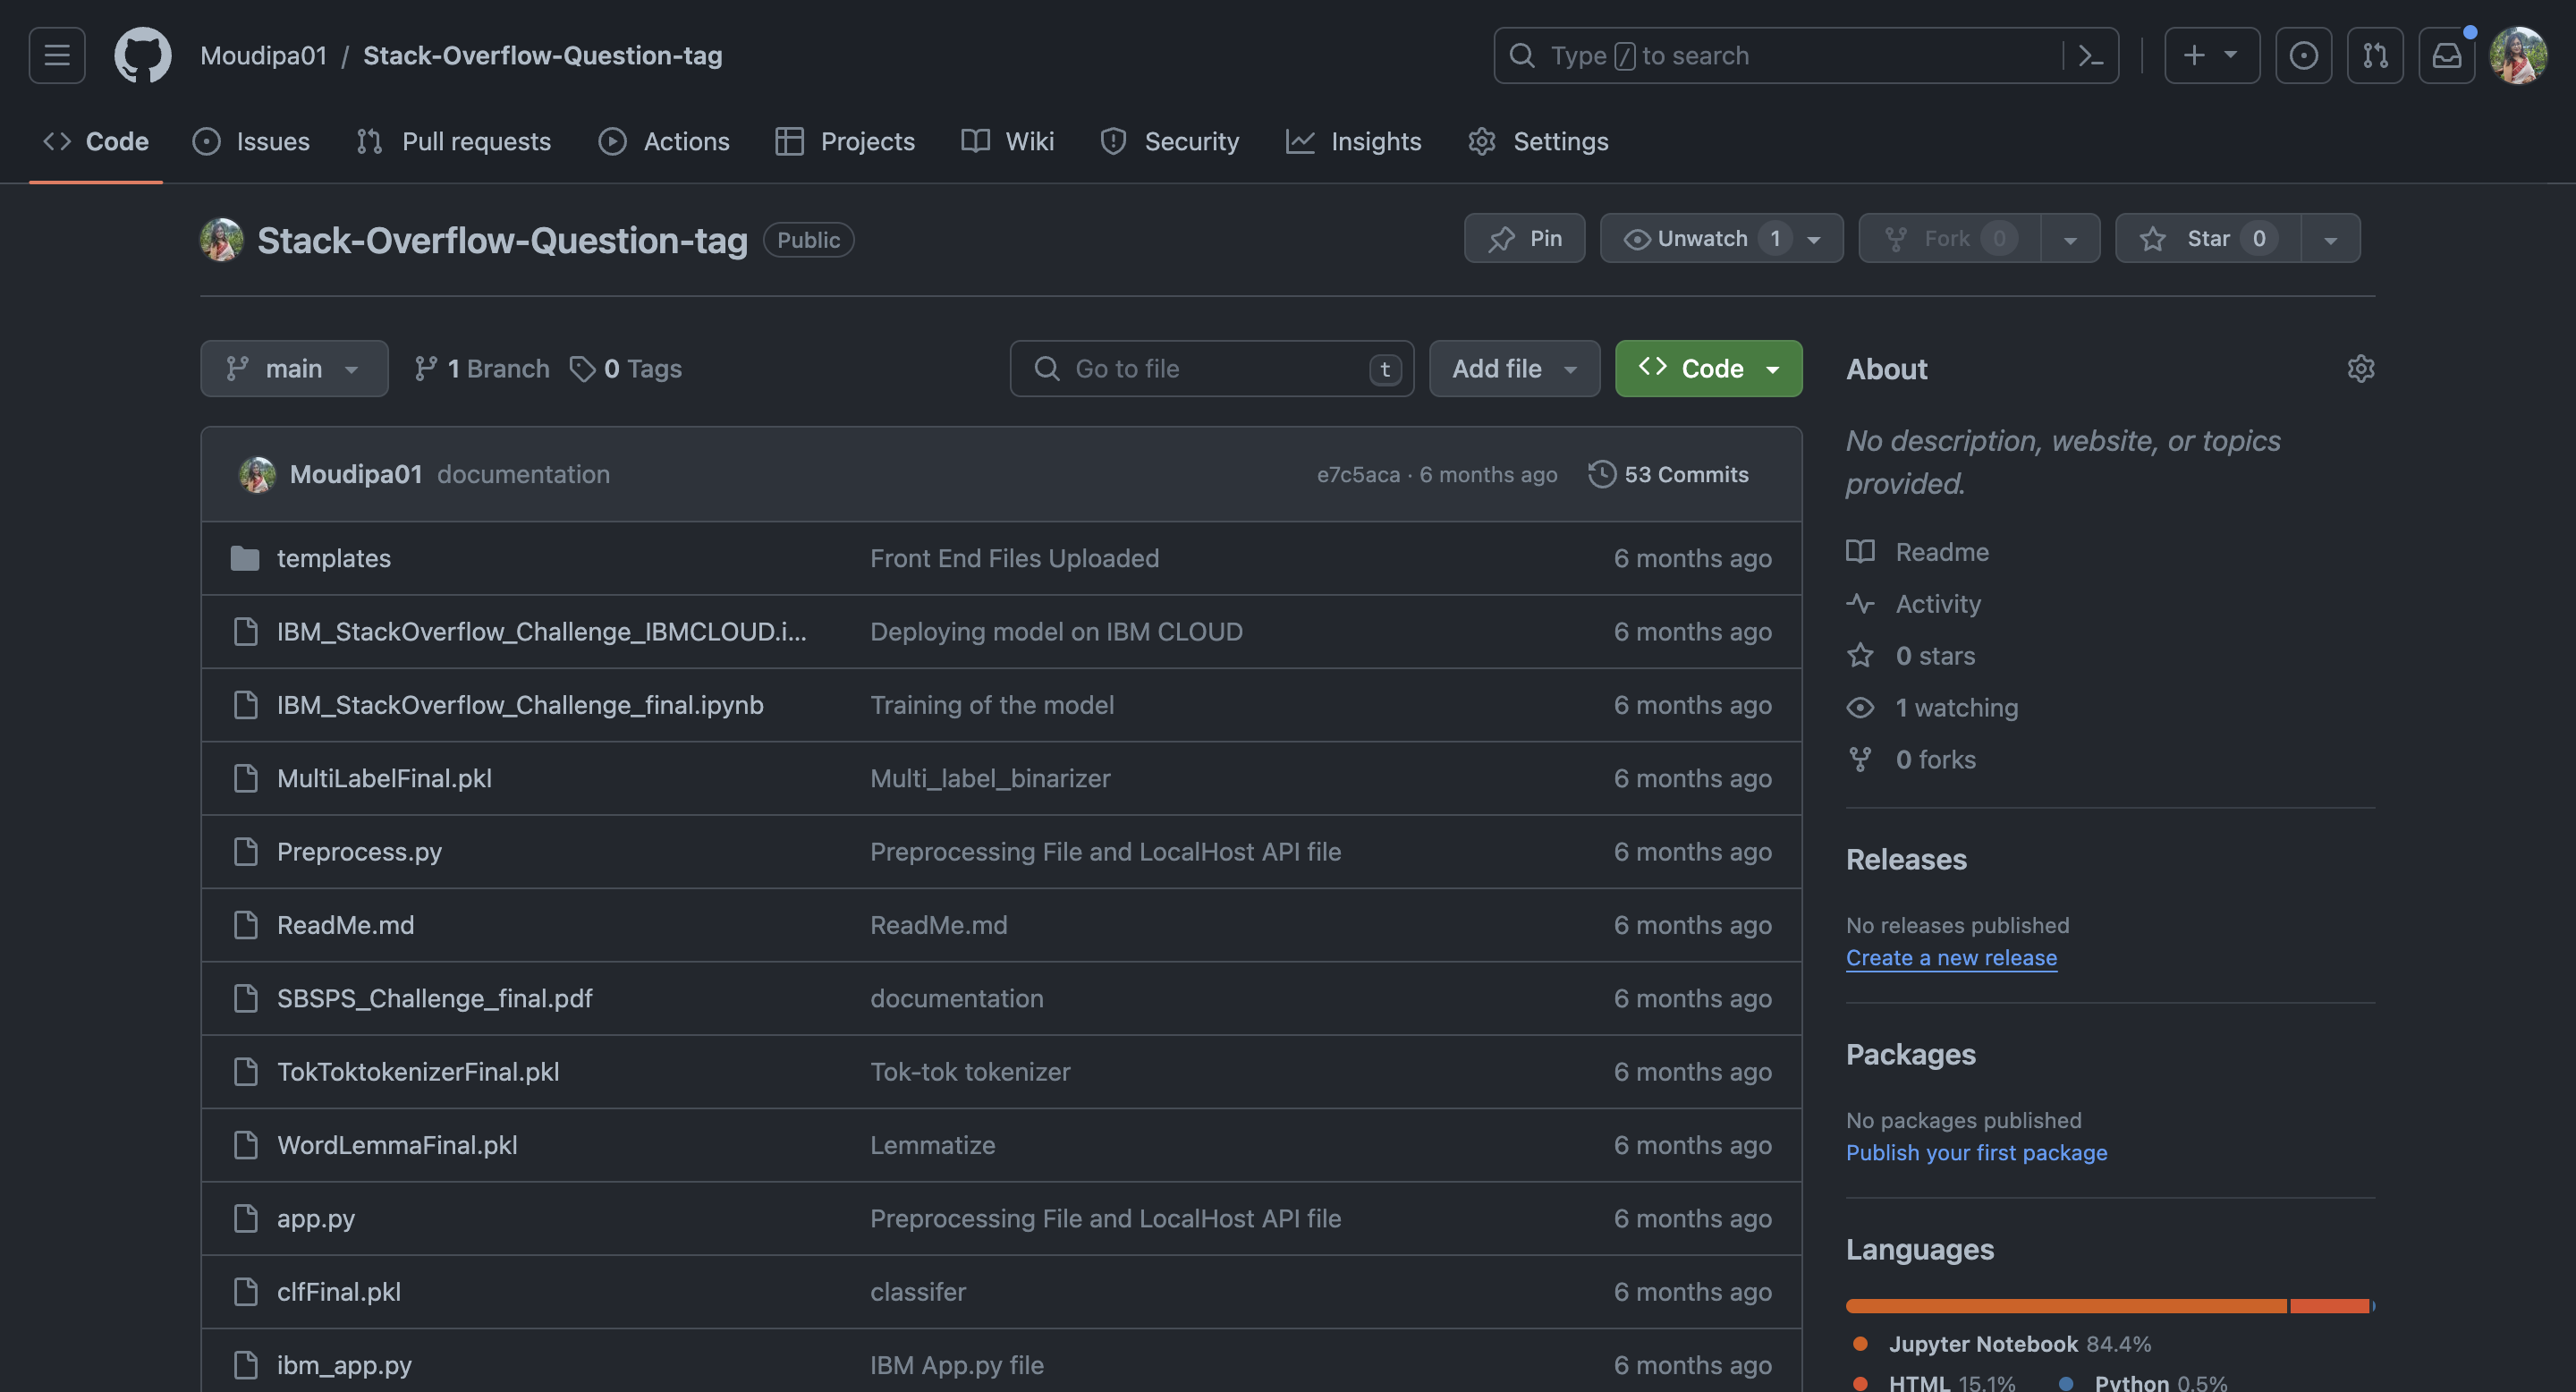 Moudipa01 / Stack-Overflow-Question-tag
Type / to search
Code Issues Pull requests Actions Projects Wiki Security Insights Settings
Stack-Overflow-Question-tag Public
Pin Unwatch 1 Fork 0 Star 0
main 1 Branch 0 Tags
Go to file t Add file Code
Moudipa01 documentation e7c5aca · 6 months ago 53 Commits
templates Front End Files Uploaded 6 months ago
IBM_StackOverflow_Challenge_IBMCLOUD.i... Deploying model on IBM CLOUD 6 months ago
IBM_StackOverflow_Challenge_final.ipynb Training of the model 6 months ago
MultiLabelFinal.pkl Multi_label_binarizer 6 months ago
Preprocess.py Preprocessing File and LocalHost API file 6 months ago
ReadMe.md ReadMe.md 6 months ago
SBSPS_Challenge_final.pdf documentation 6 months ago
TokToktokenizerFinal.pkl Tok-tok tokenizer 6 months ago
WordLemmaFinal.pkl Lemmatize 6 months ago
app.py Preprocessing File and LocalHost API file 6 months ago
clfFinal.pkl classifer 6 months ago
ibm_app.py IBM App.py file 6 months ago
About
No description, website, or topics
provided.
Readme
Activity
0 stars
1 watching
0 forks
Releases
No releases published
Create a new release
Packages
No packages published
Publish your first package
Languages
Jupyter Notebook 84.4%
HTML 15.1% Python 0.5%